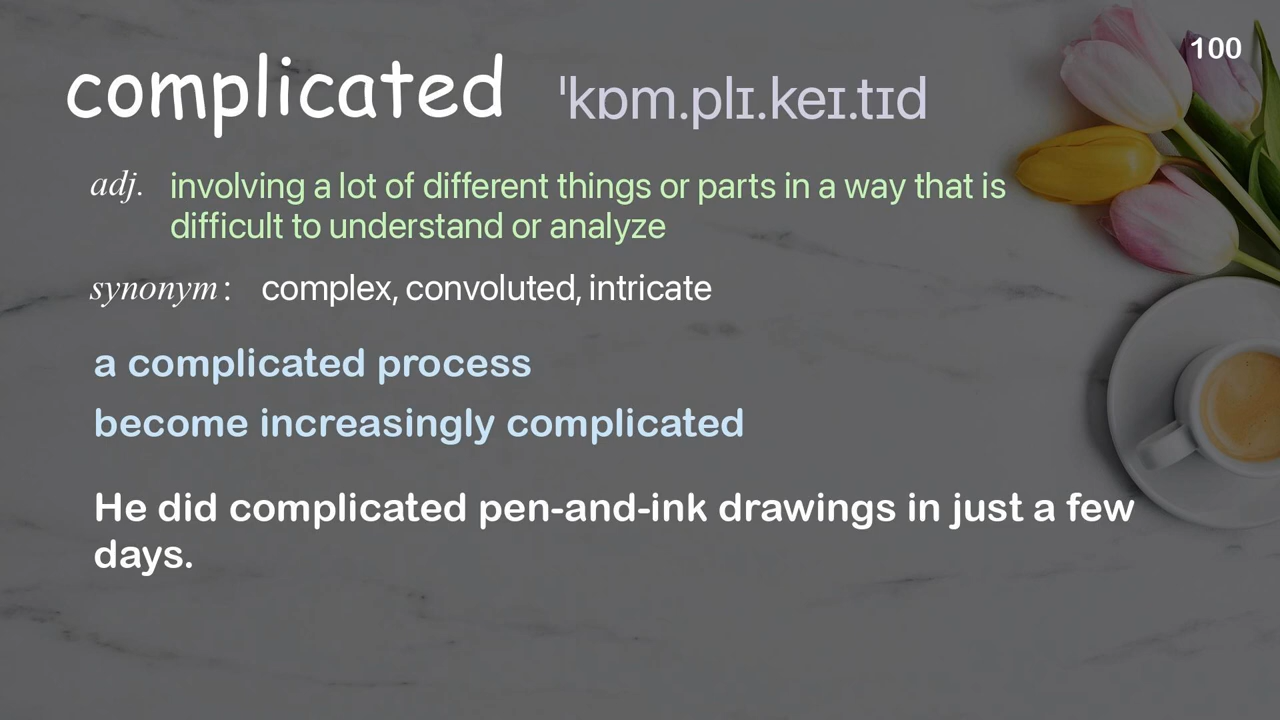 100
complicated ˈkɒm.plɪ.keɪ.tɪd
adj. involving a lot of different things or parts in a way that is
difficult to understand or analyze
synonym : complex, convoluted, intricate
a complicated process
become increasingly complicated
He did complicated pen-and-ink drawings in just a few
days.